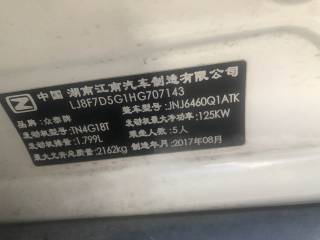 中国 湖南江南汽车制造有限公司
LJ8F7D5G1HG707143
品牌：众泰牌 整车型号：JNJ6460Q1ATK
发动机型号：TN4G18T 发动机最大净功率：125KW
发动机排量：1.799L 乘坐人数：5人
最大允许总质量：2162kg 制造年月：2017年08月